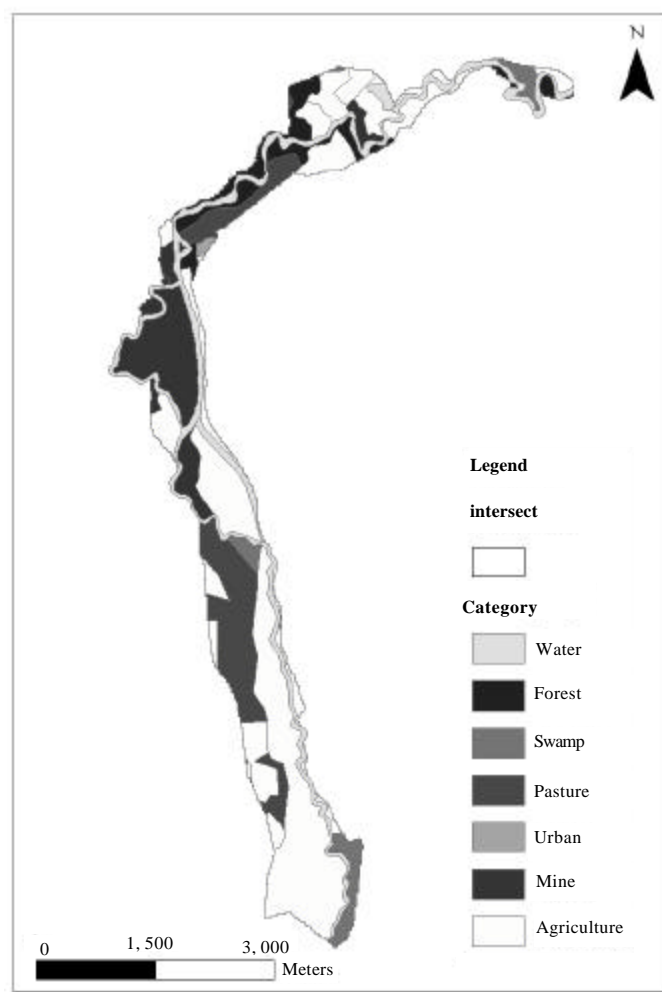 N
Legend
intersect
Category
Water
Forest
Swamp
Pasture
Urban
Mine
Agriculture
0 1, 500 3, 000
Meters